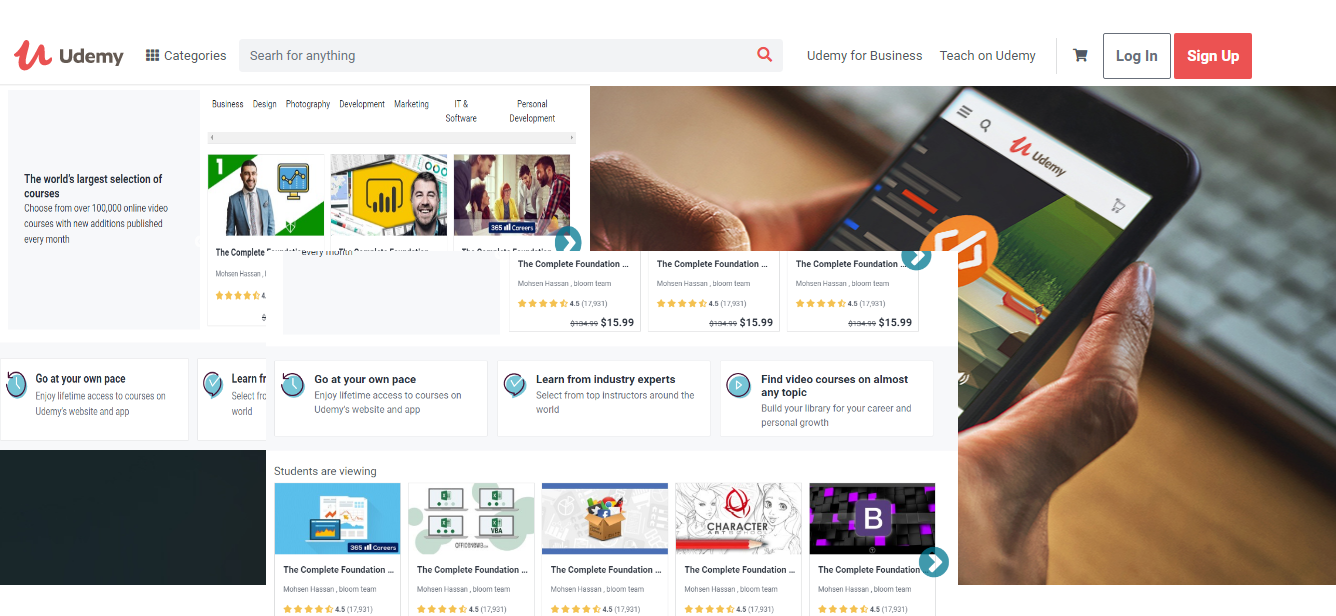 Udemy
Categories
Searh for anything
Udemy for Business
Teach on Udemy
Log In
Sign Up
Business
Design
Photography
Development
Marketing
IT &
Software
Personal
Development
The world's largest selection of
courses
Choose from over 100,000 online video
courses with new additions published
every month
1
365 Careers
Udemy
The Complete
every month
Mohsen Hassan ,
4.
The Complete Foundation ...
Mohsen Hassan , bloom team
4.5 (17,931)
$134.99 $15.99
The Complete Foundation ...
Mohsen Hassan , bloom team
4.5 (17,931)
$134.99 $15.99
The Complete Foundation ...
Mohsen Hassan , bloom team
4.5 (17,931)
$134.99 $15.99
Go at your own pace
Enjoy lifetime access to courses on
Udemy's website and app
Learn fr
Select fro
world
Go at your own pace
Enjoy lifetime access to courses on
Udemy's website and app
Learn from industry experts
Select from top instructors around the
world
Find video courses on almost
any topic
Build your library for your career and
personal growth
Students are viewing
365 Careers
VBA
CHARACTER
B
The Complete Foundation ...
Mohsen Hassan , bloom team
4.5 (17,931)
The Complete Foundation ...
Mohsen Hassan , bloom team
4.5 (17,931)
The Complete Foundation ...
Mohsen Hassan , bloom team
4.5 (17,931)
The Complete Foundation ...
Mohsen Hassan , bloom team
4.5 (17,931)
The Complete Foundation ...
Mohsen Hassan , bloom team
4.5 (17,931)